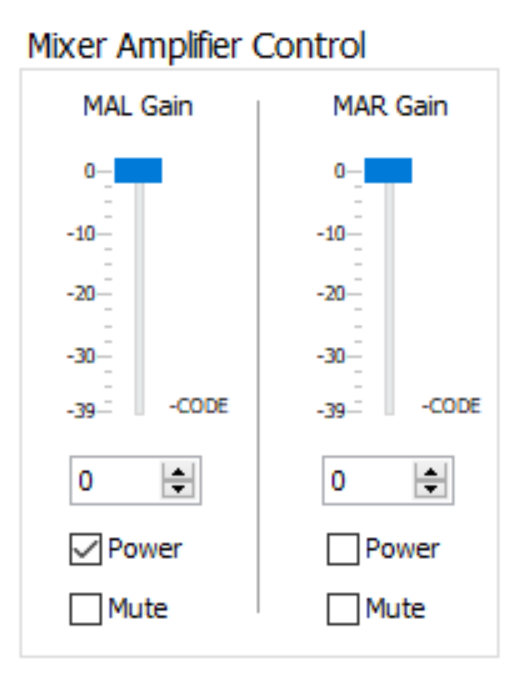 Mixer Amplifier Control
MAL Gain
0
-10
-20
-30
-39
-CODE
0
Power
Mute
MAR Gain
0
-10
-20
-30
-39
-CODE
0
Power
Mute